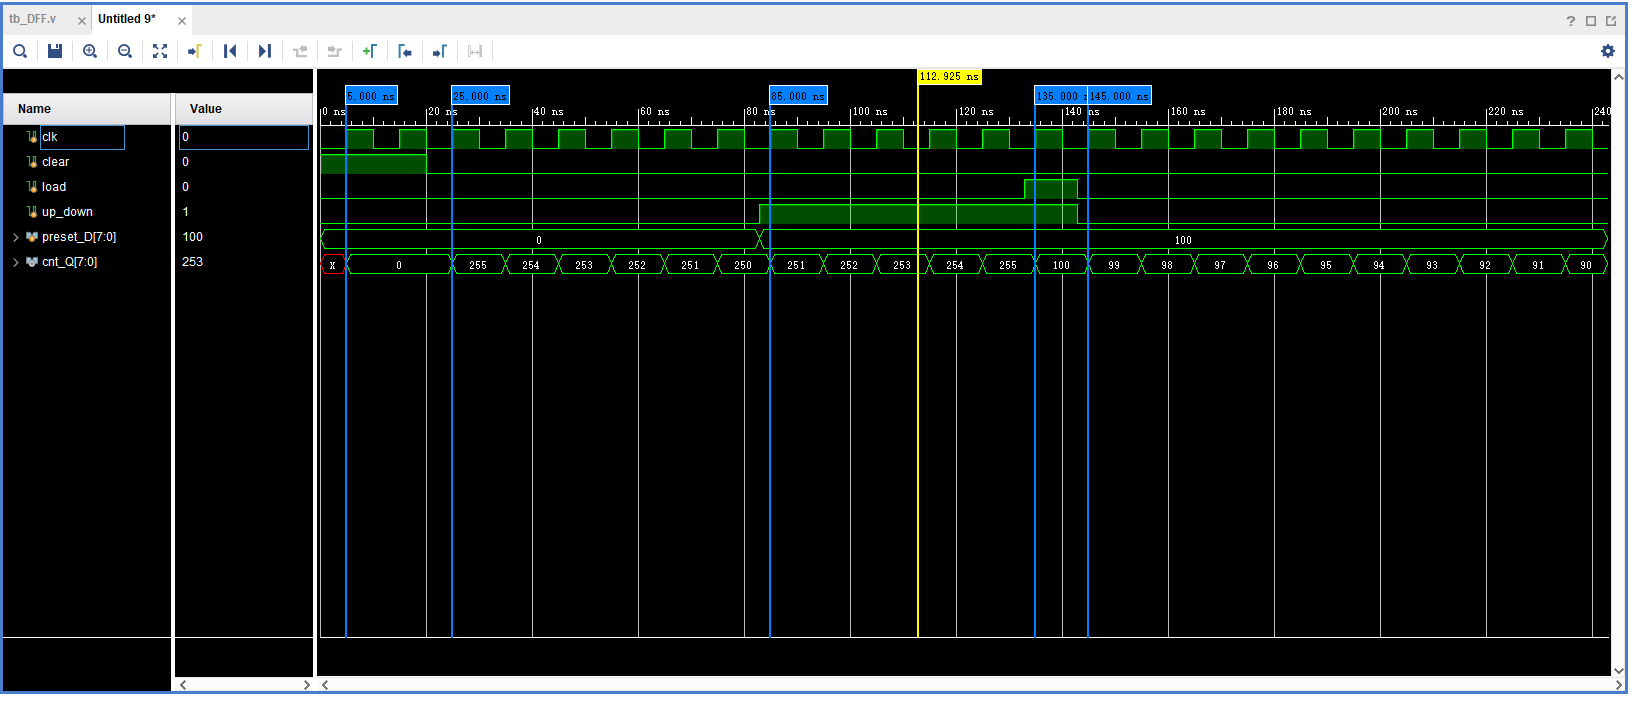 tb_DFF.v × Untitled 9* ×
?
112.925 ns
5.000 ns 25.000 ns 85.000 ns 135.000 n 145.000 ns
Name Value
0 ns 20 ns 40 ns 60 ns 80 ns 100 ns 120 ns 140 ns 160 ns 180 ns 200 ns 220 ns 240
clk 0
clear 0
load 0
up_down 1
preset_D[7:0] 100 0 100
cnt_Q[7:0] 253 X 0 255 254 253 252 251 250 251 252 253 254 255 100 99 98 97 96 95 94 93 92 91 90